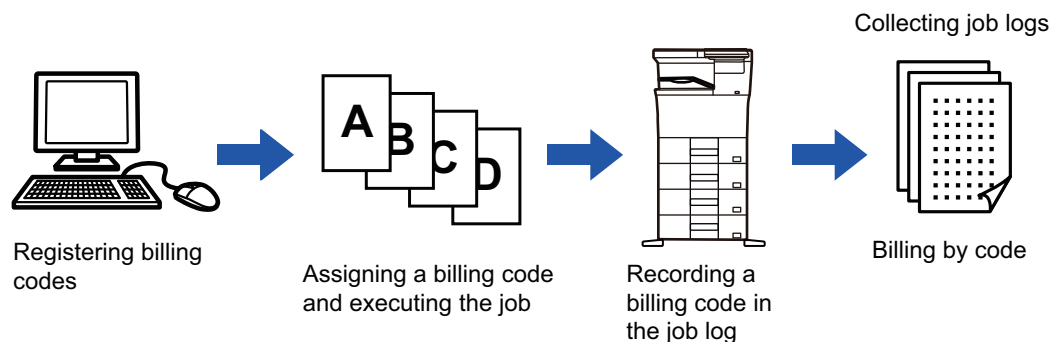 Collecting job logs
A
B
C
D
Registering billing
codes
Assigning a billing code
and executing the job
Recording a
billing code in
the job log
Billing by code